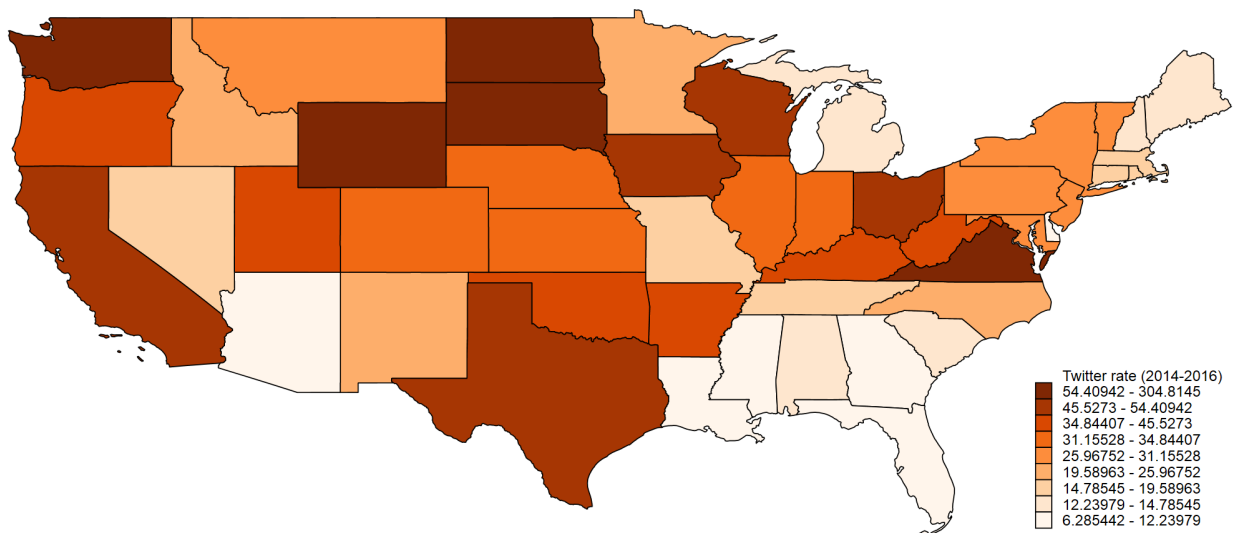 Twitter rate (2014-2016)
54.40942 - 304.8145
45.5273 - 54.40942
34.84407 - 45.5273
31.15528 - 34.84407
25.96752 - 31.15528
19.58963 - 25.96752
14.78545 - 19.58963
12.23979 - 14.78545
6.285442 - 12.23979